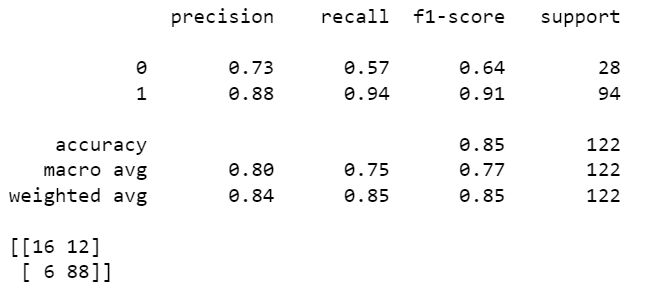 precision recall f1-score support
0 0.73 0.57 0.64 28
1 0.88 0.94 0.91 94
accuracy 0.85 122
macro avg 0.80 0.75 0.77 122
weighted avg 0.84 0.85 0.85 122
[[16 12]
[ 6 88]]